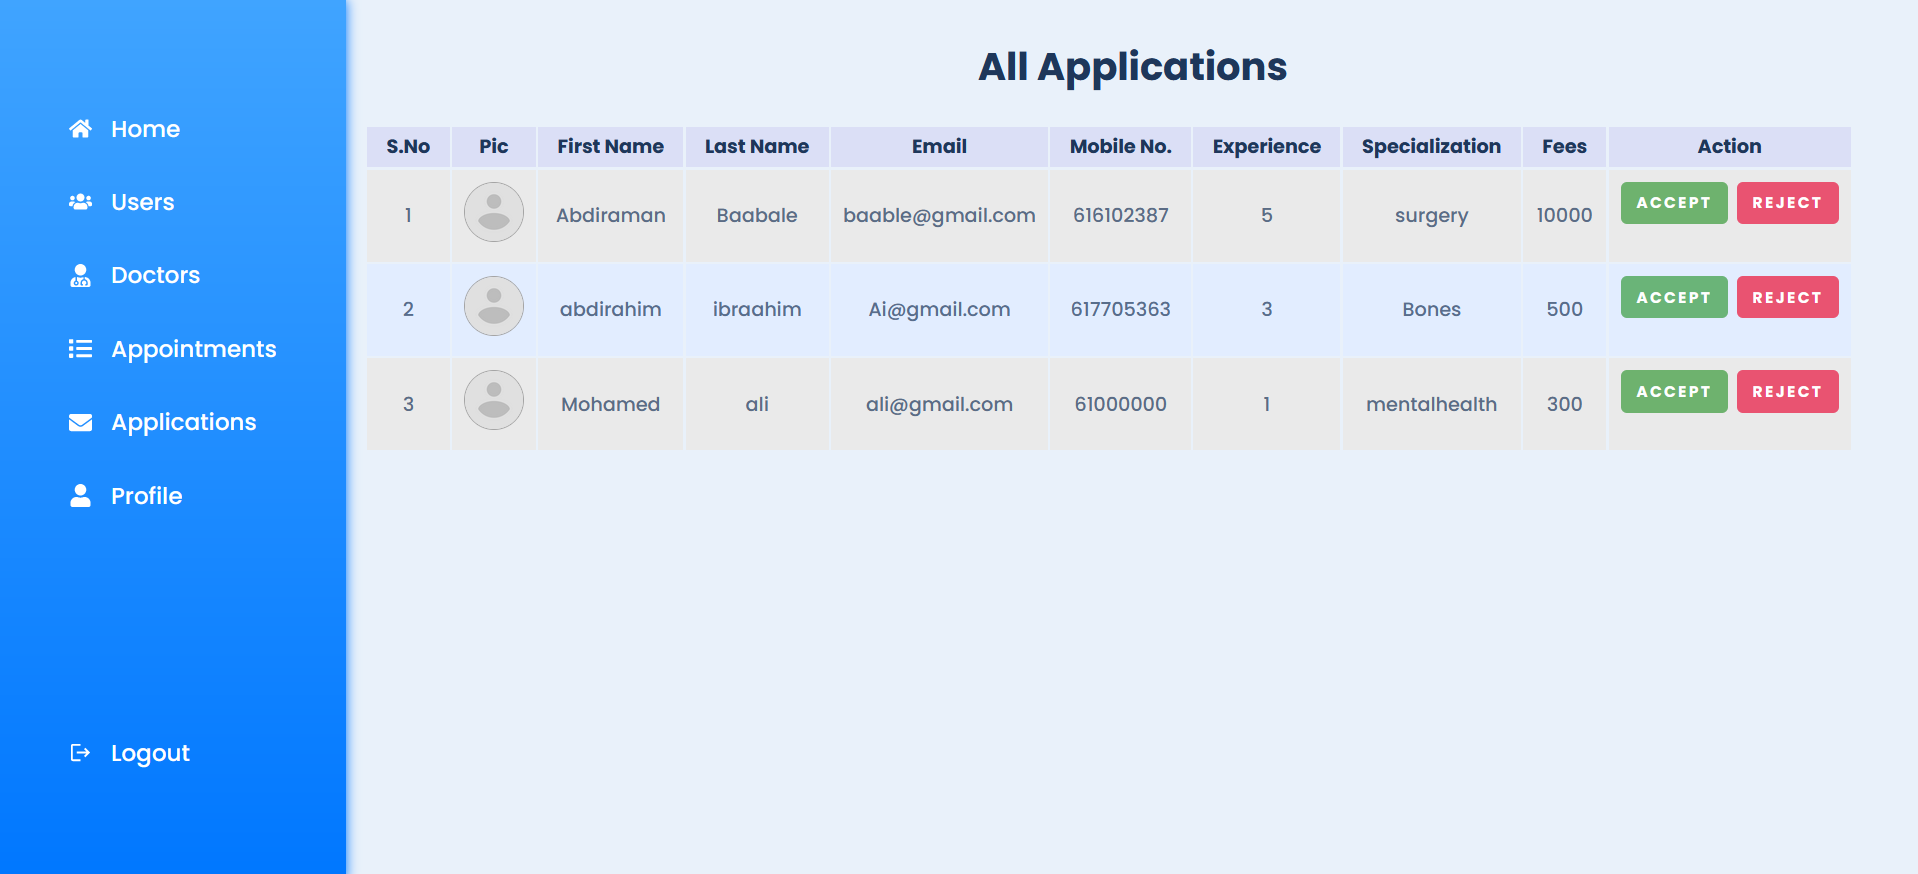 Home
Users
Doctors
Appointments
Applications
Profile
Logout
All Applications
S.No Pic First Name Last Name Email Mobile No. Experience Specialization Fees Action
1 Abdiraman Baabale baable@gmail.com 616102387 5 surgery 10000 ACCEPT REJECT
2 abdirahim ibraahim Ai@gmail.com 617705363 3 Bones 500 ACCEPT REJECT
3 Mohamed ali ali@gmail.com 61000000 1 mentalhealth 300 ACCEPT REJECT